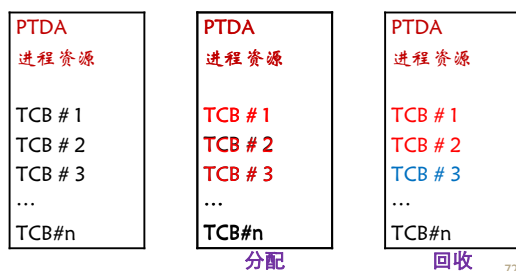 PTDA
进程资源
TCB # 1
TCB # 2
TCB # 3
…
TCB#n
PTDA
进程资源
TCB # 1
TCB # 2
TCB # 3
…
TCB#n
分配
PTDA
进程资源
TCB # 1
TCB # 2
TCB # 3
…
TCB#n
回收
72